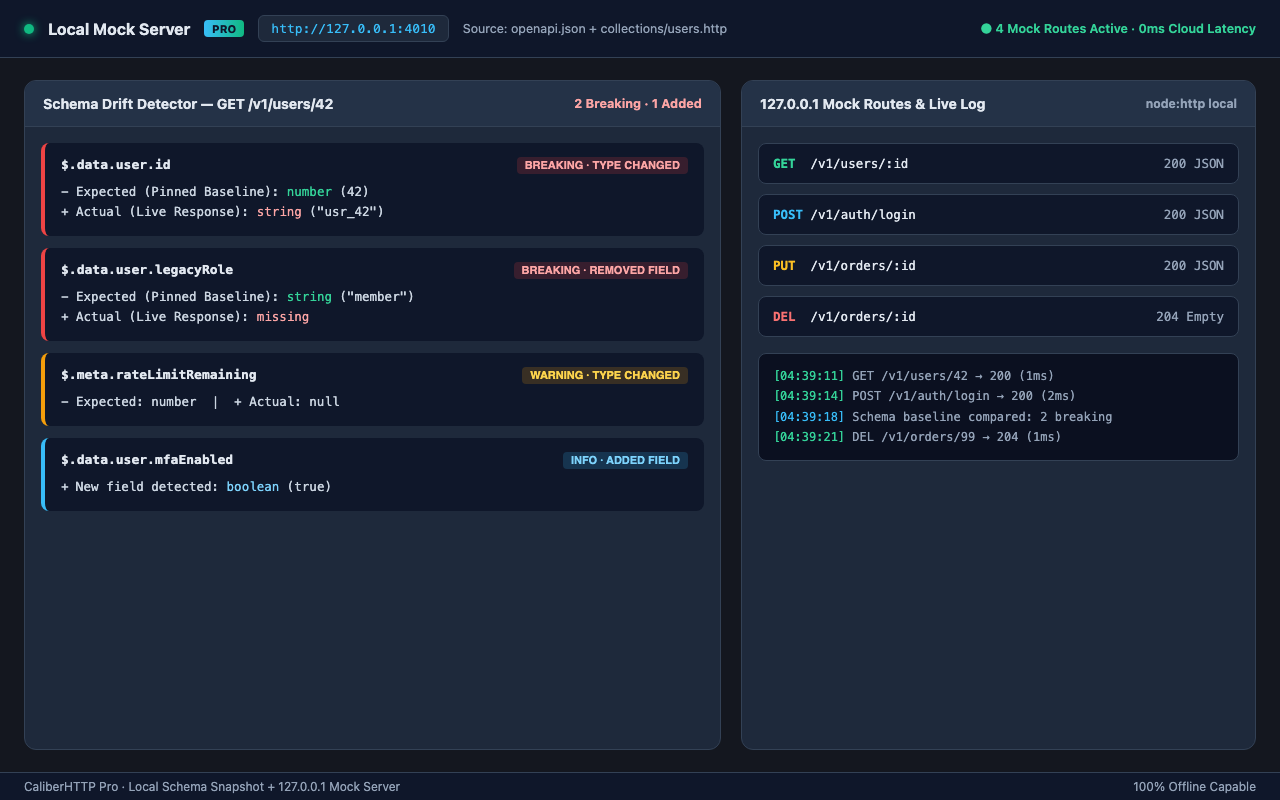 Local Mock Server PRO http://127.0.0.1:4010 Source: openapi.json + collections/users.http 4 Mock Routes Active · 0ms Cloud Latency
Schema Drift Detector — GET /v1/users/42 2 Breaking · 1 Added
$.data.user.id BREAKING · TYPE CHANGED
− Expected (Pinned Baseline): number (42)
+ Actual (Live Response): string ("usr_42")
$.data.user.legacyRole BREAKING · REMOVED FIELD
− Expected (Pinned Baseline): string ("member")
+ Actual (Live Response): missing
$.meta.rateLimitRemaining WARNING · TYPE CHANGED
− Expected: number | + Actual: null
$.data.user.mfaEnabled INFO · ADDED FIELD
+ New field detected: boolean (true)
127.0.0.1 Mock Routes & Live Log node:http local
GET /v1/users/:id 200 JSON
POST /v1/auth/login 200 JSON
PUT /v1/orders/:id 200 JSON
DEL /v1/orders/:id 204 Empty
[04:39:11] GET /v1/users/42 → 200 (1ms)
[04:39:14] POST /v1/auth/login → 200 (2ms)
[04:39:18] Schema baseline compared: 2 breaking
[04:39:21] DEL /v1/orders/99 → 204 (1ms)
CaliberHTTP Pro · Local Schema Snapshot + 127.0.0.1 Mock Server 100% Offline Capable